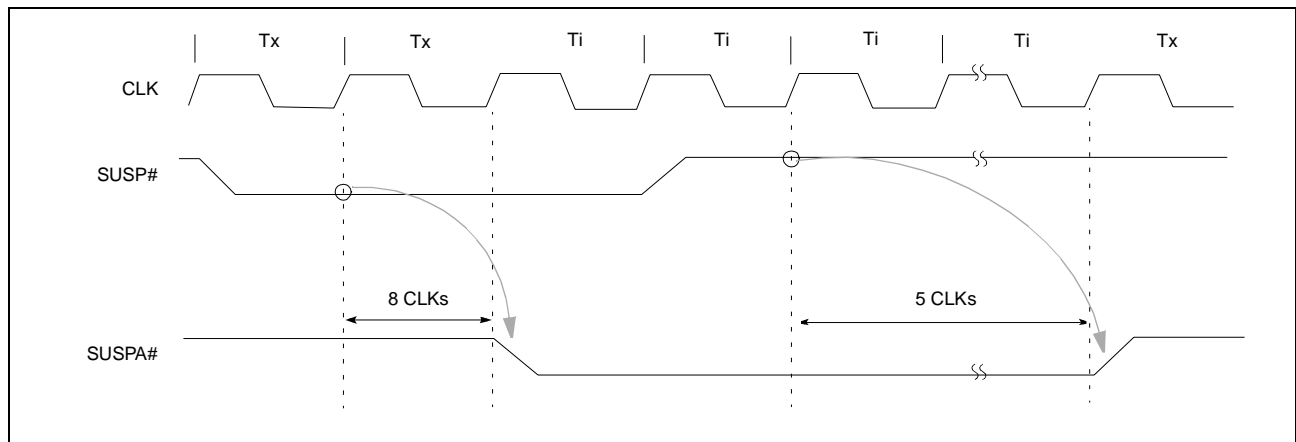 Tx Tx Ti Ti Ti Ti Tx
CLK
SUSP#
8 CLKs 5 CLKs
SUSPA#